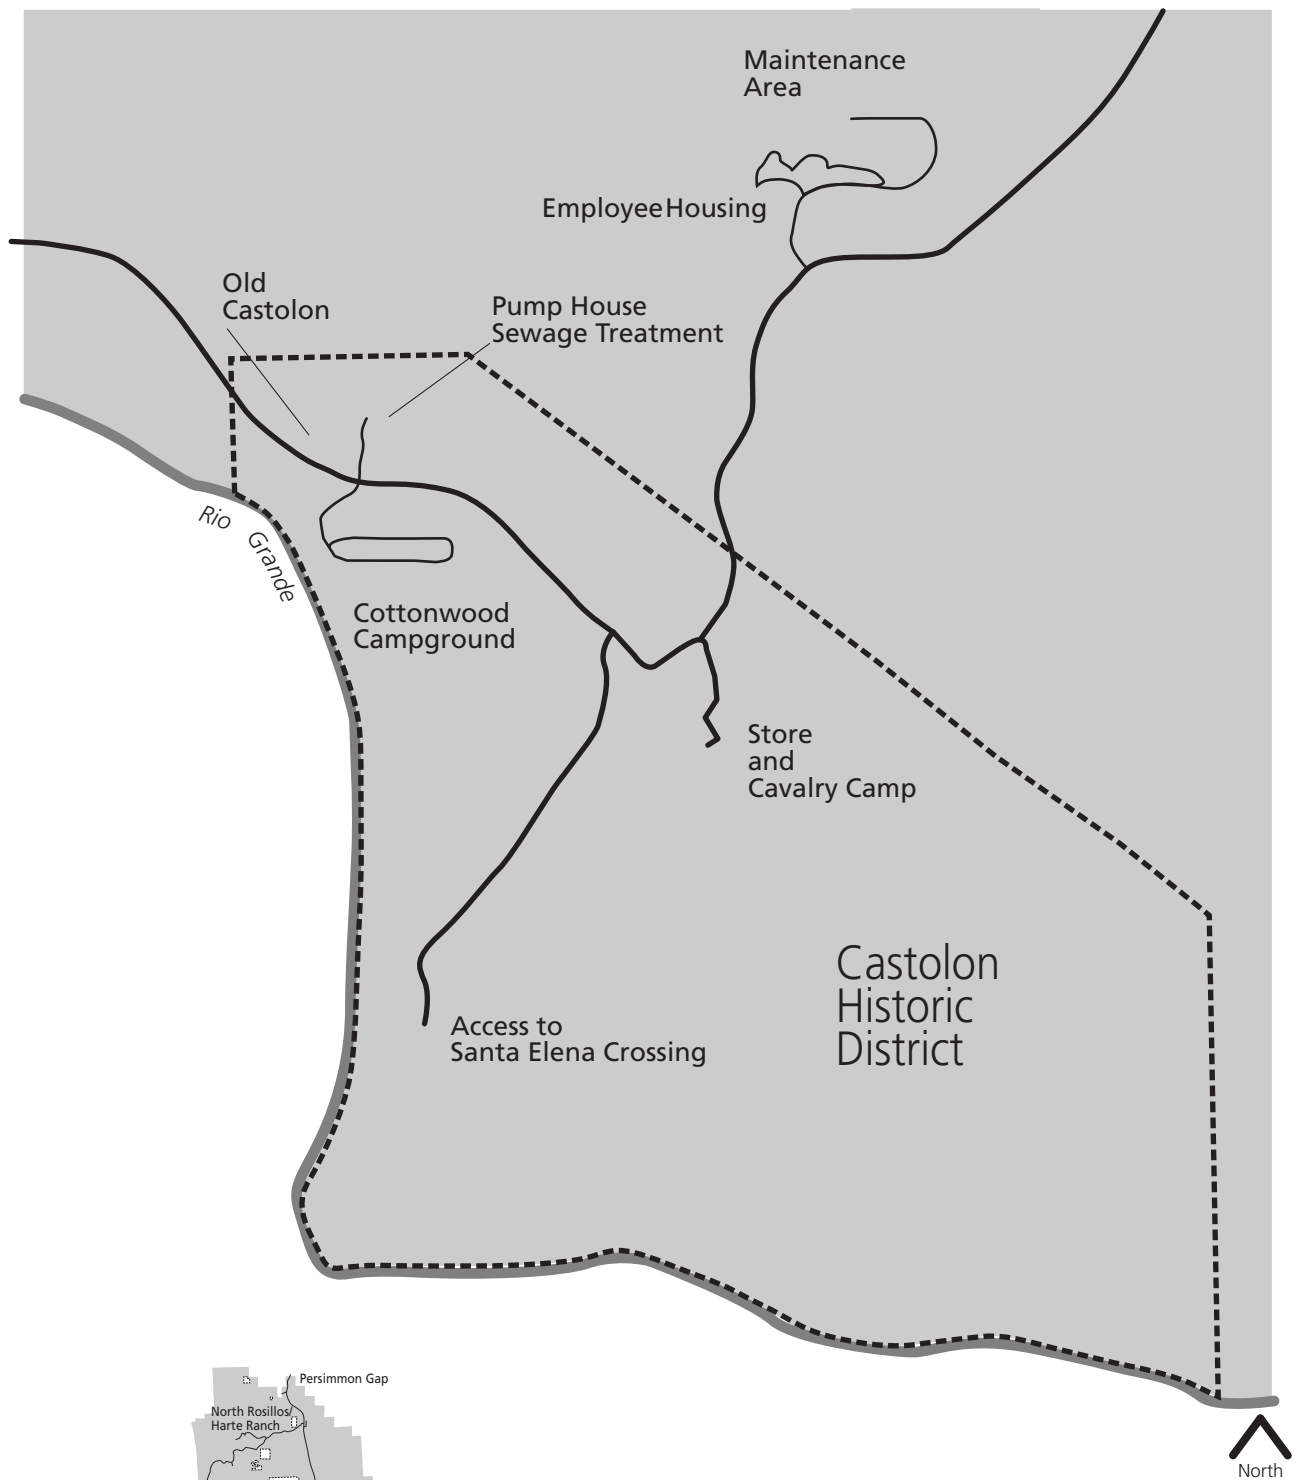 Maintenance
Area
Employee Housing
Old
Castolon
Pump House
Sewage Treatment
Rio Grande
Cottonwood
Campground
Store
and
Cavalry Camp
Castolon
Historic
District
Access to
Santa Elena Crossing
Persimmon Gap
North Rosillos/
Harte Ranch
North